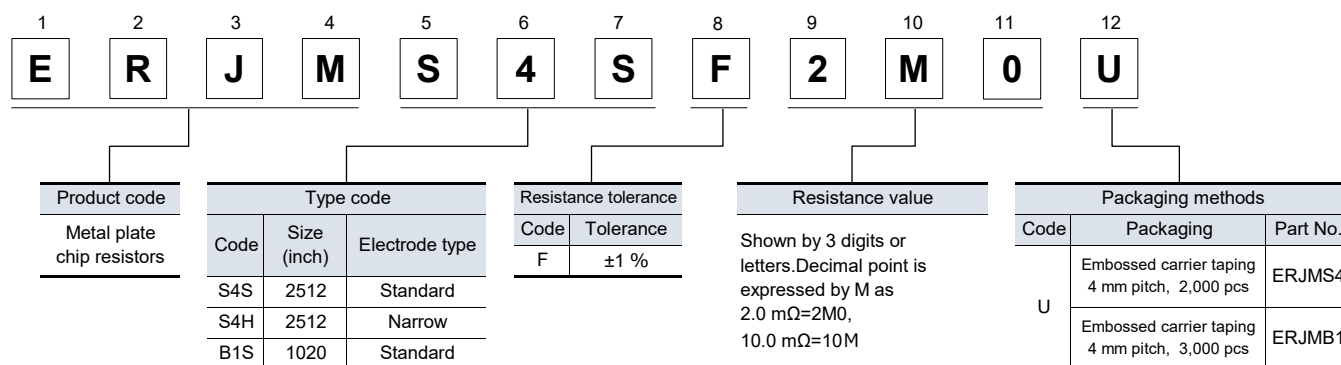 1 2 3 4 5 6 7 8 9 10 11 12
E R J M S 4 S F 2 M 0 U
Product code
Metal plate
chip resistors
Type code
Code Size (inch) Electrode type
S4S 2512 Standard
S4H 2512 Narrow
B1S 1020 Standard
Resistance tolerance
Code Tolerance
F ±1 %
Resistance value
Shown by 3 digits or
letters.Decimal point is
expressed by M as
2.0 mΩ=2M0,
10.0 mΩ=10M
Packaging methods
Code Packaging Part No.
U
Embossed carrier taping
4 mm pitch, 2,000 pcs
ERJMS4
Embossed carrier taping
4 mm pitch, 3,000 pcs
ERJMB1